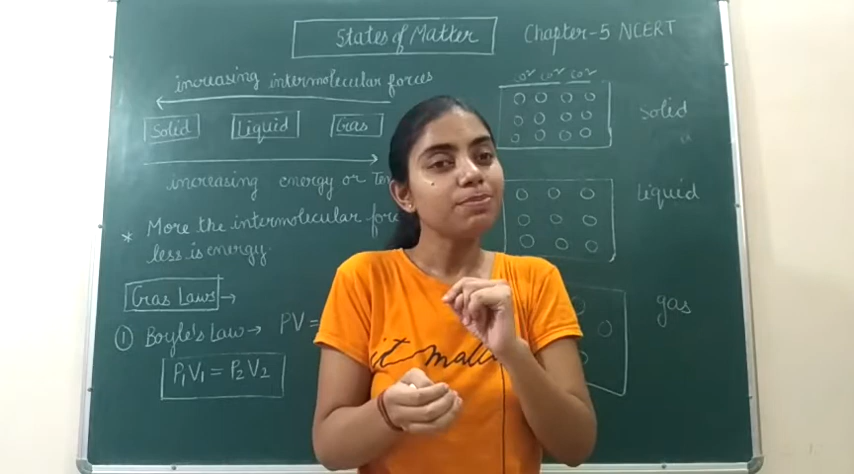 States of Matter
Chapter-5 NCERT
increasing intermolecular forces
Solid
Liquid
Gas
increasing energy or
* More the intermolecular
less is energy.
Gas Laws →
① Boyle's Law → PV =
P₁V₁ = P₂V₂
solid
Liquid
gas
it